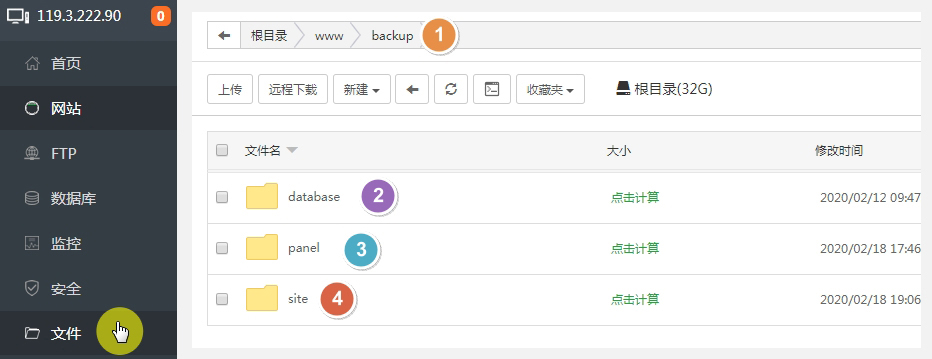 119.3.222.90 0
首页
网站
FTP
数据库
监控
安全
文件
根目录 www backup 1
上传 远程下载 新建 收藏夹 根目录(32G)
文件名 大小 修改时间
database 2 点击计算 2020/02/12 09:47
panel 3 点击计算 2020/02/18 17:46
site 4 点击计算 2020/02/18 19:06